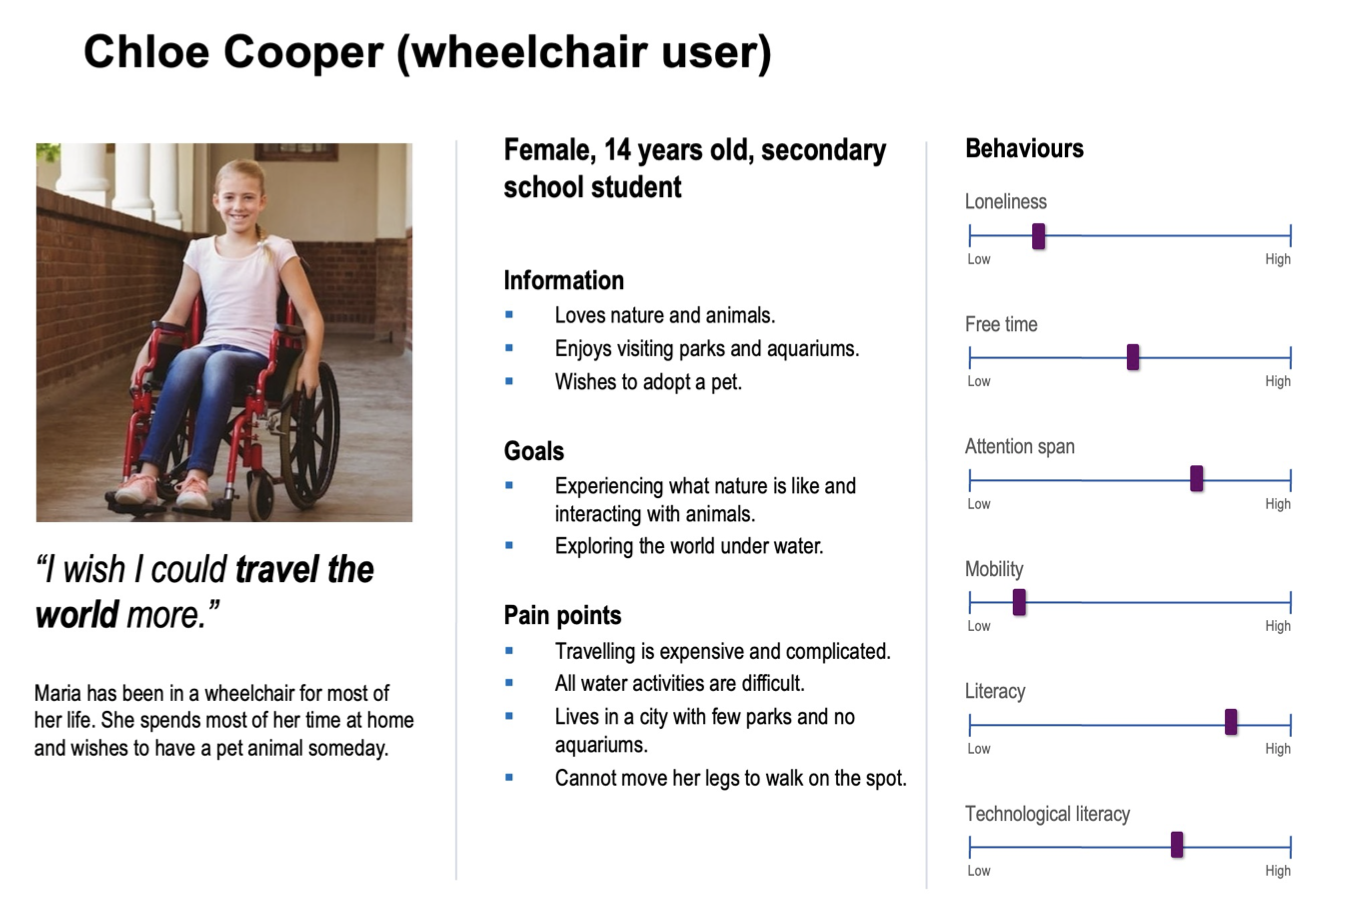 Chloe Cooper (wheelchair user)
“I wish I could travel the
world more.”
Maria has been in a wheelchair for most of
her life. She spends most of her time at home
and wishes to have a pet animal someday.
Female, 14 years old, secondary
school student
Information
Loves nature and animals.
Enjoys visiting parks and aquariums.
Wishes to adopt a pet.
Goals
Experiencing what nature is like and
interacting with animals.
Exploring the world under water.
Pain points
Travelling is expensive and complicated.
All water activities are difficult.
Lives in a city with few parks and no
aquariums.
Cannot move her legs to walk on the spot.
Behaviours
Loneliness
Low High
Free time
Low High
Attention span
Low High
Mobility
Low High
Literacy
Low High
Technological literacy
Low High